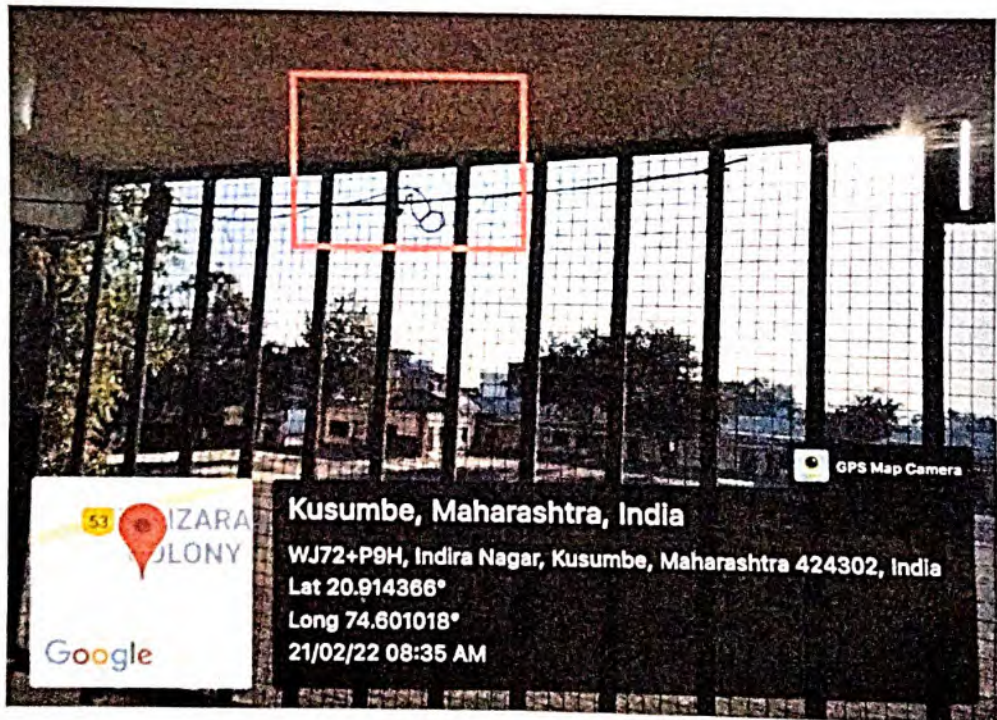 GPS Map Camera
53
IZARA
OLONY
Google
Kusumbe, Maharashtra, India
WJ72+P9H, Indira Nagar, Kusumbe, Maharashtra 424302, India
Lat 20.914366°
Long 74.601018°
21/02/22 08:35 AM